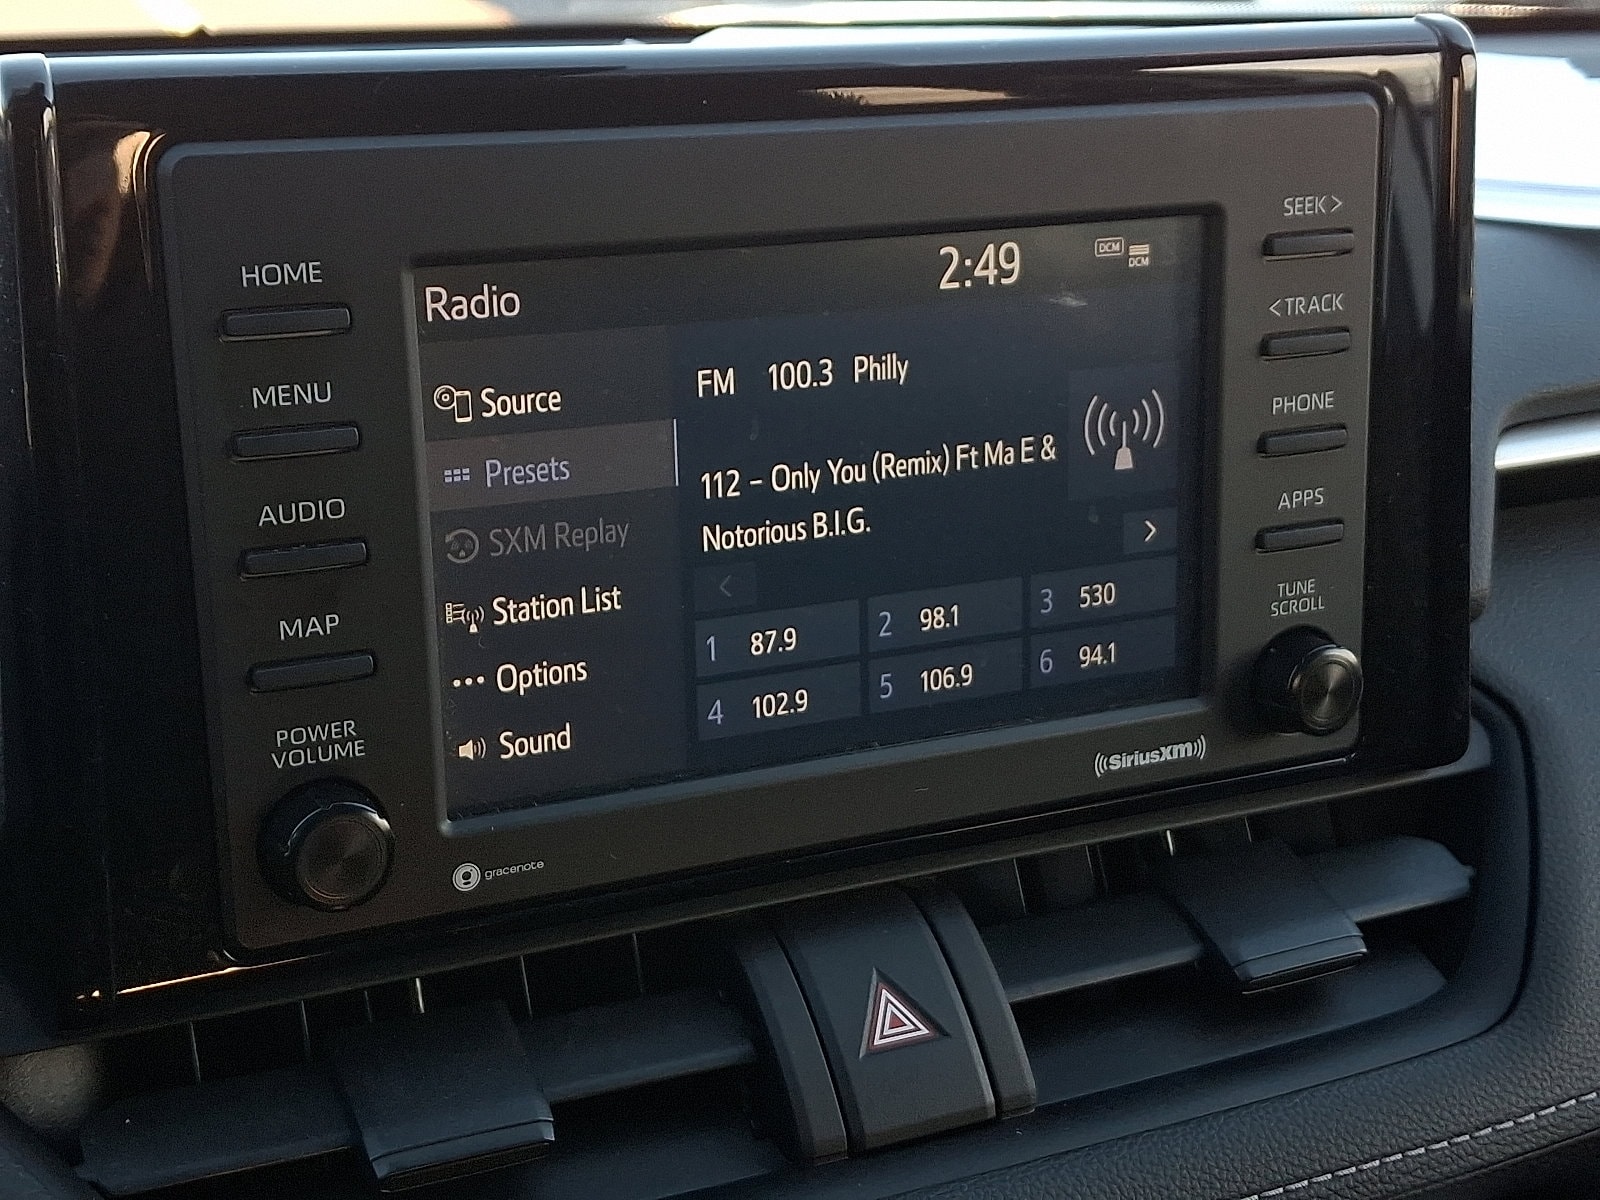 HOME
MENU
AUDIO
MAP
POWER
VOLUME
Radio
2:49
DCM
DCM
Source
Presets
SXM Replay
Station List
Options
Sound
FM 100.3 Philly
112 – Only You (Remix) Ft Ma E &
Notorious B.I.G.
<
>
1 87.9
2 98.1
3 530
4 102.9
5 106.9
6 94.1
SEEK >
< TRACK
PHONE
APPS
TUNE
SCROLL
gracenote
((SiriusXM))